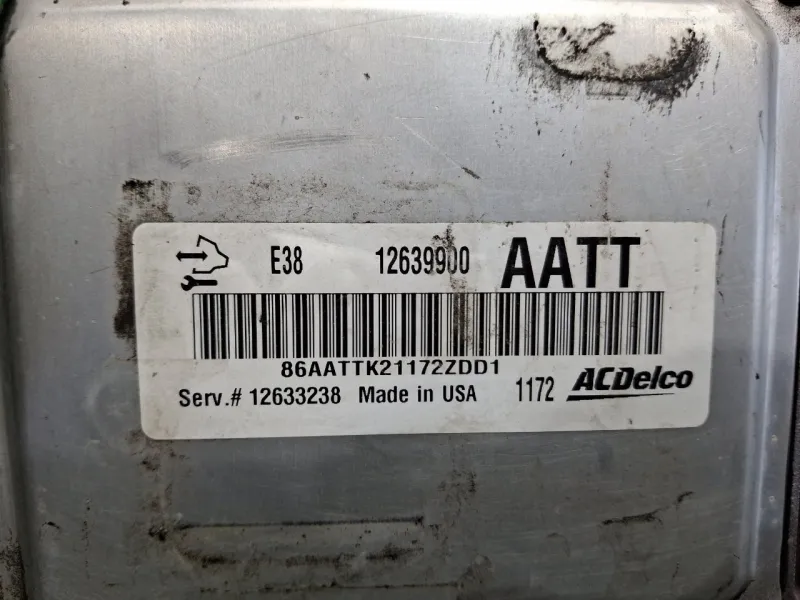 E38 12639900 AATT
86AATTK21172ZDD1
Serv.# 12633238 Made in USA 1172 ACDelco